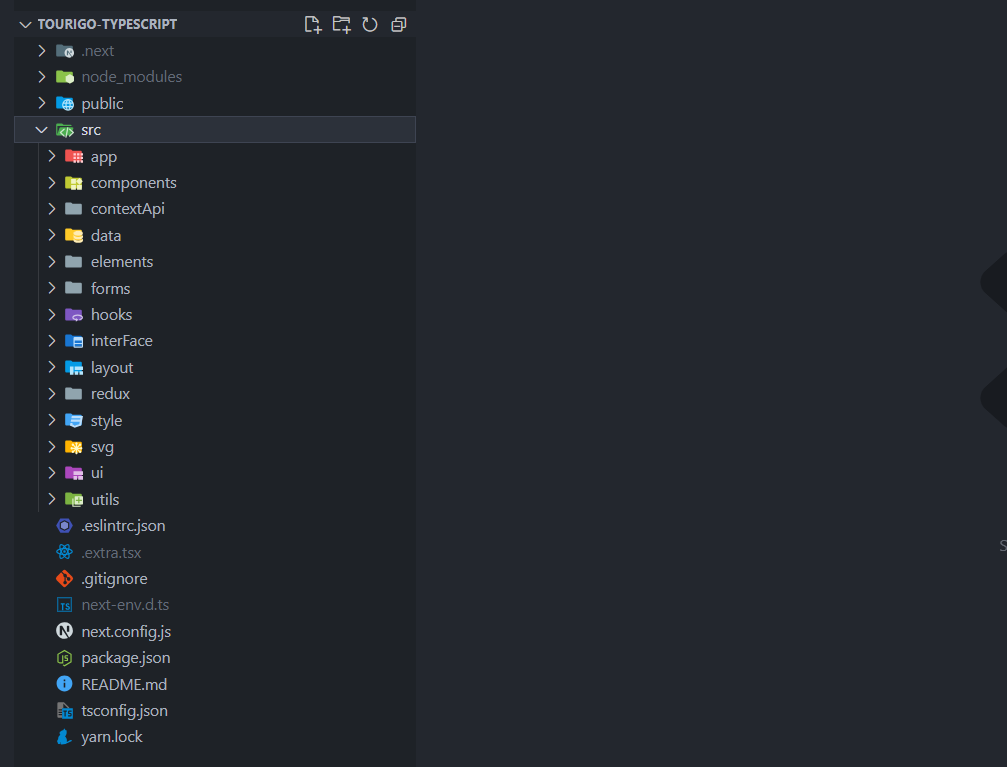 TOURIGO-TYPESCRIPT
.next
node_modules
public
src
app
components
contextApi
data
elements
forms
hooks
interFace
layout
redux
style
svg
ui
utils
.eslintrc.json
.extra.tsx
.gitignore
next-env.d.ts
next.config.js
package.json
README.md
tsconfig.json
yarn.lock